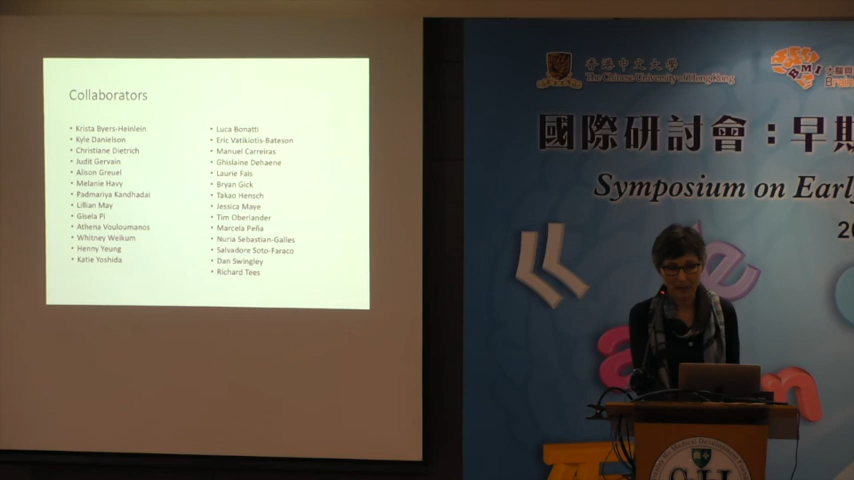 Collaborators
• Krista Byers-Heinlein
• Kyle Danielson
• Christiane Dietrich
• Judit Gervain
• Alison Greuel
• Melanie Havy
• Padmariya Kandhadai
• Lillian May
• Gisela Pi
• Athena Vouloumanos
• Whitney Weikum
• Henny Yeung
• Katie Yoshida
• Luca Bonatti
• Eric Vatikiotis-Bateson
• Manuel Carreiras
• Ghislaine Dehaene
• Laurie Fais
• Bryan Gick
• Takao Hensch
• Jessica Maye
• Tim Oberlander
• Marcela Peña
• Nuria Sebastian-Galles
• Salvadore Soto-Faraco
• Dan Swingley
• Richard Tees
香港中文大學
The Chinese University of Hong Kong
BMI
Brain
國際研討會：早期
Symposium on Early
20